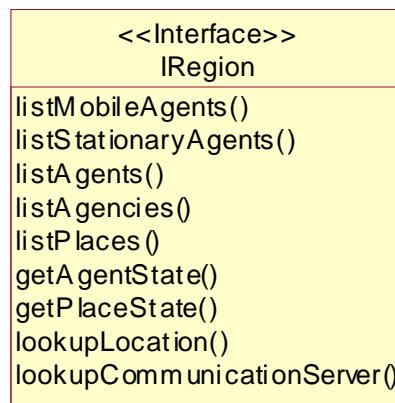 <<Interface>>
IRegion
listMobileAgents()
listStationaryAgents()
listAgents()
listAgencies()
listPlaces()
getAgentState()
getPlaceState()
lookupLocation()
lookupCommunicationServer()